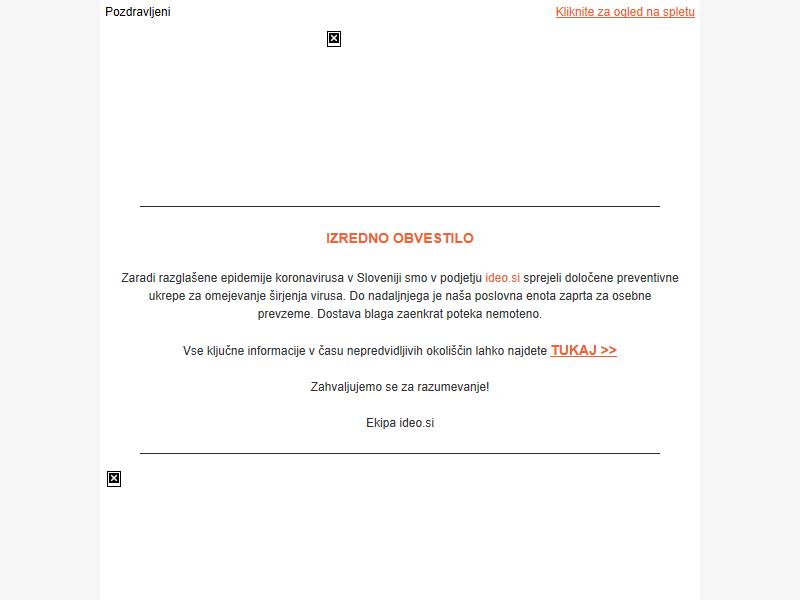 Pozdravljeni
Kliknite za ogled na spletu
IZREDNO OBVESTILO
Zaradi razglašene epidemije koronavirusa v Sloveniji smo v podjetju ideo.si sprejeli določene preventivne
ukrepe za omejevanje širjenja virusa. Do nadaljnjega je naša poslovna enota zaprta za osebne
prevzeme. Dostava blaga zaenkrat poteka nemoteno.
Vse ključne informacije v času nepredvidljivih okoliščin lahko najdete TUKAJ >>
Zahvaljujemo se za razumevanje!
Ekipa ideo.si